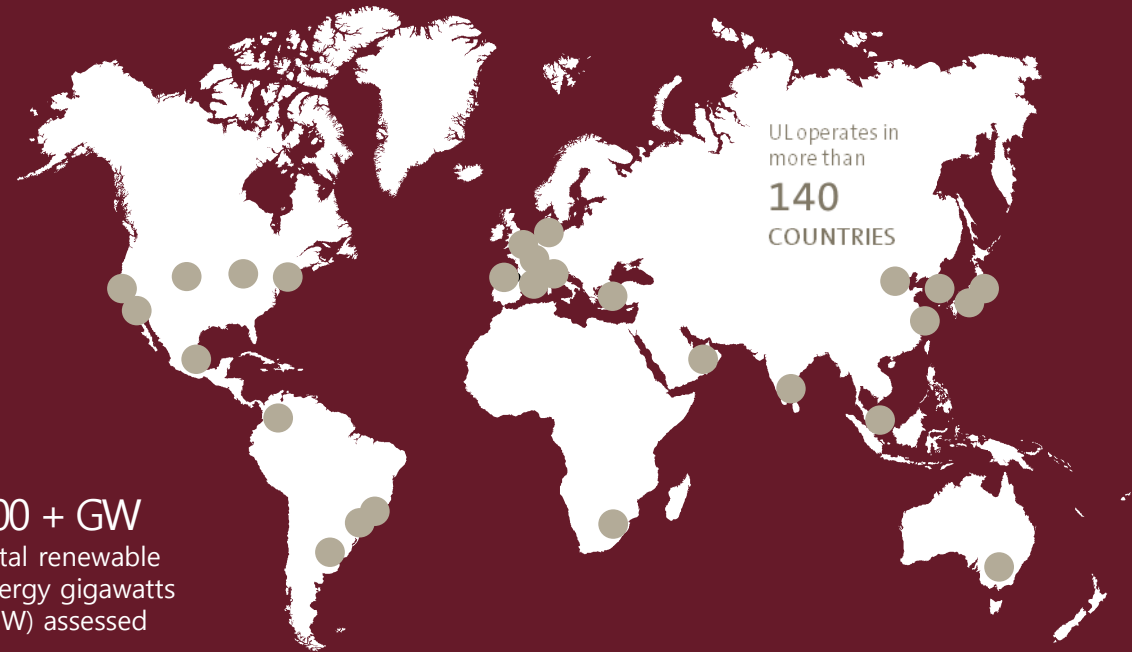 UL operates in
more than
140
COUNTRIES
00 + GW
tal renewable
ergy gigawatts
W) assessed